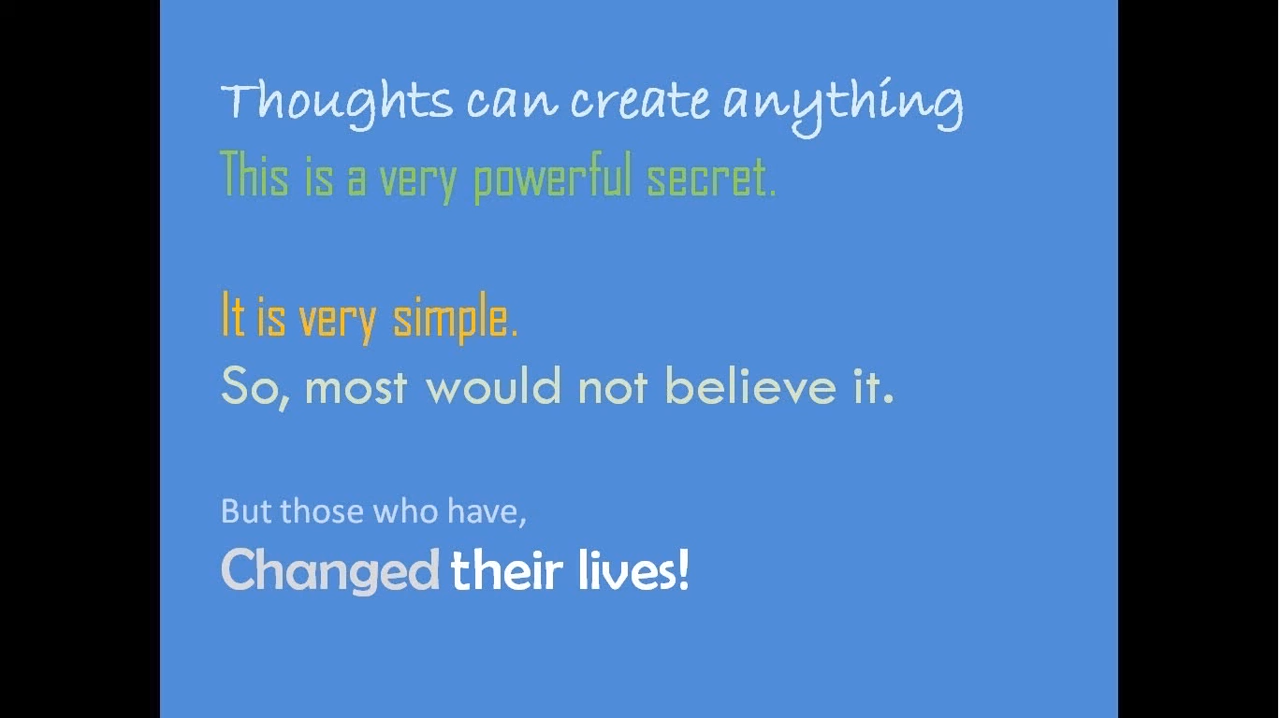 Thoughts can create anything
This is a very powerful secret.
It is very simple.
So, most would not believe it.
But those who have,
Changed their lives!